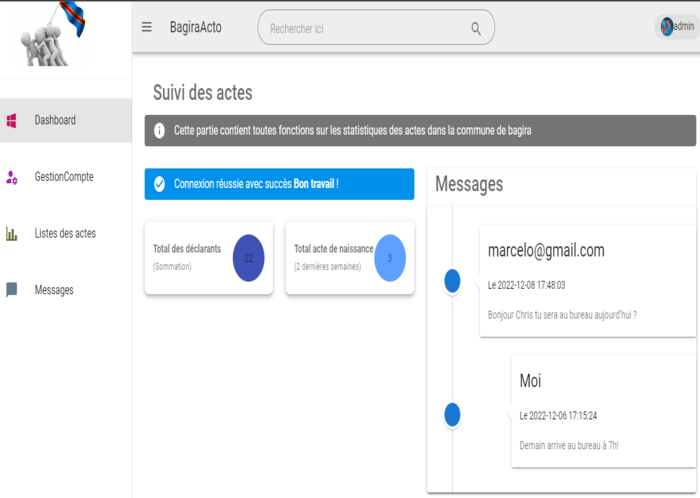 BagiraActo
Rechercher ici
admin
Dashboard
GestionCompte
Listes des actes
Messages
Suivi des actes
Cette partie contient toutes fonctions sur les statistiques des actes dans la commune de bagira
Connexion réussie avec succès Bon travail !
Total des déclarants
(Sommation)
22
Total acte de naissance
(2 dernières semaines)
3
Messages
marcelo@gmail.com
Le 2022-12-08 17:48:03
Bonjour Chris tu sera au bureau aujourd'hui ?
Moi
Le 2022-12-06 17:15:24
Demain arrive au bureau à 7h!